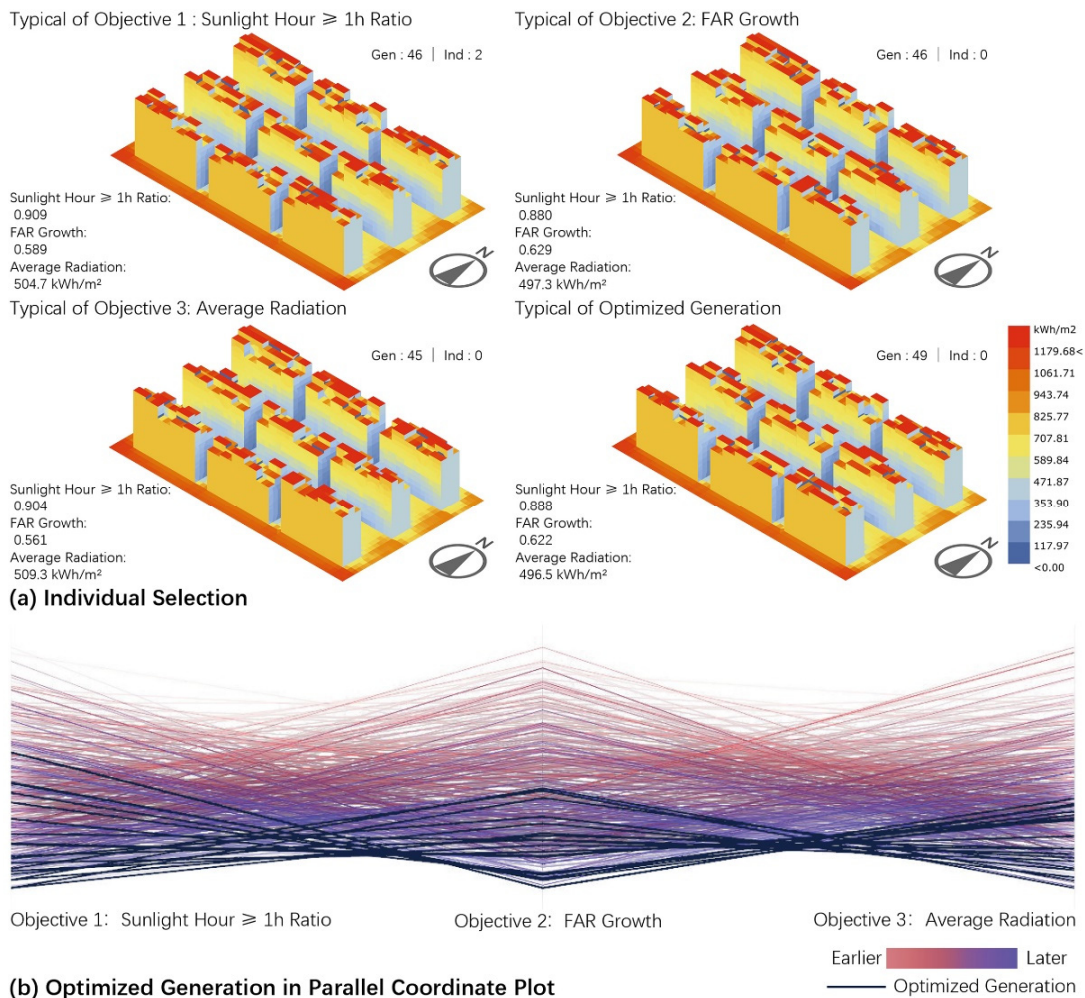 Typical of Objective 1 : Sunlight Hour ≥ 1h Ratio
Gen : 46 | Ind : 2
Sunlight Hour ≥ 1h Ratio:
0.909
FAR Growth:
0.589
Average Radiation:
504.7 kWh/m²
N
Typical of Objective 2: FAR Growth
Gen : 46 | Ind : 0
Sunlight Hour ≥ 1h Ratio:
0.880
FAR Growth:
0.629
Average Radiation:
497.3 kWh/m²
N
Typical of Objective 3: Average Radiation
Gen : 45 | Ind : 0
Sunlight Hour ≥ 1h Ratio:
0.904
FAR Growth:
0.561
Average Radiation:
509.3 kWh/m²
N
Typical of Optimized Generation
Gen : 49 | Ind : 0
Sunlight Hour ≥ 1h Ratio:
0.888
FAR Growth:
0.622
Average Radiation:
496.5 kWh/m²
N
kWh/m2
1179.68<
1061.71
943.74
825.77
707.81
589.84
471.87
353.90
235.94
117.97
<0.00
(a) Individual Selection
Objective 1: Sunlight Hour ≥ 1h Ratio
Objective 2: FAR Growth
Objective 3: Average Radiation
Earlier
Later
Optimized Generation
(b) Optimized Generation in Parallel Coordinate Plot